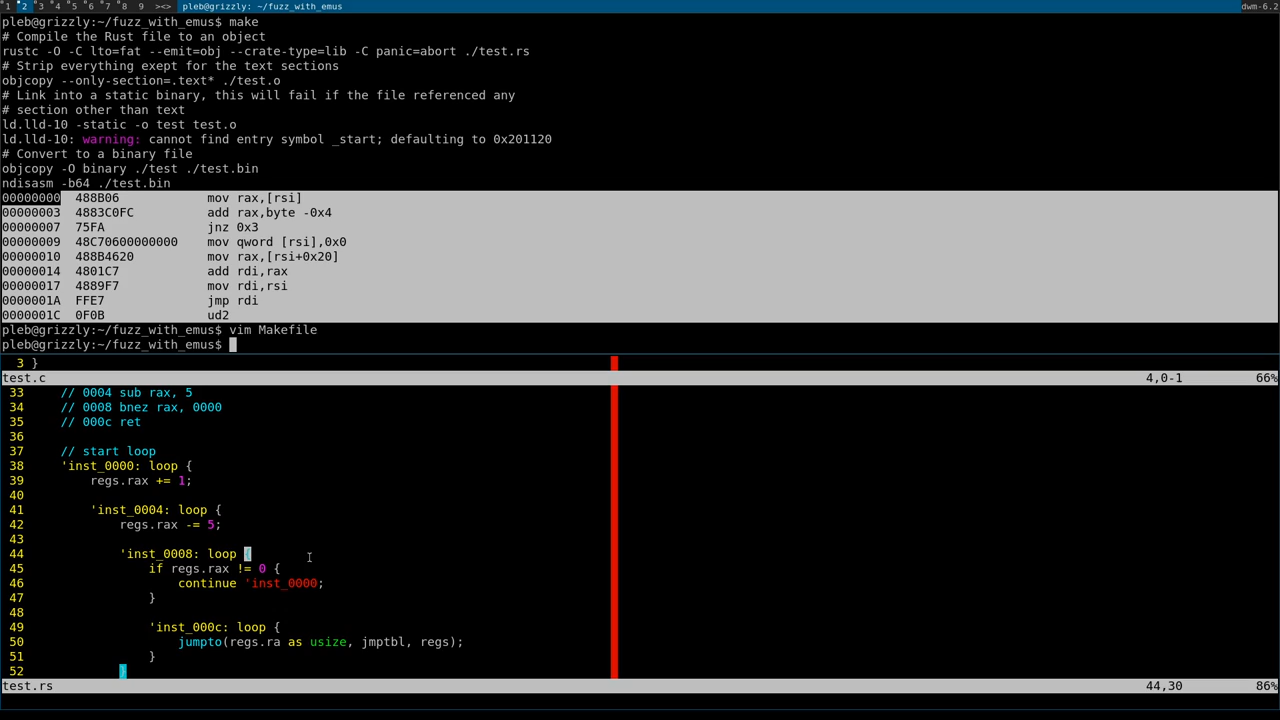 1 2 3 4 5 6 7 8 9 ><> pleb@grizzly: ~/fuzz_with_emus dwm-6.2
pleb@grizzly:~/fuzz_with_emus$ make
# Compile the Rust file to an object
rustc -O -C lto=fat --emit=obj --crate-type=lib -C panic=abort ./test.rs
# Strip everything exept for the text sections
objcopy --only-section=.text* ./test.o
# Link into a static binary, this will fail if the file referenced any
# section other than text
ld.lld-10 -static -o test test.o
ld.lld-10: warning: cannot find entry symbol _start; defaulting to 0x201120
# Convert to a binary file
objcopy -O binary ./test ./test.bin
ndisasm -b64 ./test.bin
00000000  488B06            mov rax,[rsi]
00000003  4883C0FC          add rax,byte -0x4
00000007  75FA              jnz 0x3
00000009  48C70600000000    mov qword [rsi],0x0
00000010  488B4620          mov rax,[rsi+0x20]
00000014  4801C7            add rdi,rax
00000017  4889F7            mov rdi,rsi
0000001A  FFE7              jmp rdi
0000001C  0F0B              ud2
pleb@grizzly:~/fuzz_with_emus$ vim Makefile
pleb@grizzly:~/fuzz_with_emus$
3 }
test.c 4,0-1 66%
33     // 0004 sub rax, 5
34     // 0008 bnez rax, 0000
35     // 000c ret
36
37     // start loop
38     'inst_0000: loop {
39         regs.rax += 1;
40
41         'inst_0004: loop {
42             regs.rax -= 5;
43
44             'inst_0008: loop {
45                 if regs.rax != 0 {
46                     continue 'inst_0000;
47                 }
48
49                 'inst_000c: loop {
50                     jumpto(regs.ra as usize, jmptbl, regs);
51                 }
52             }
test.rs 44,30 86%